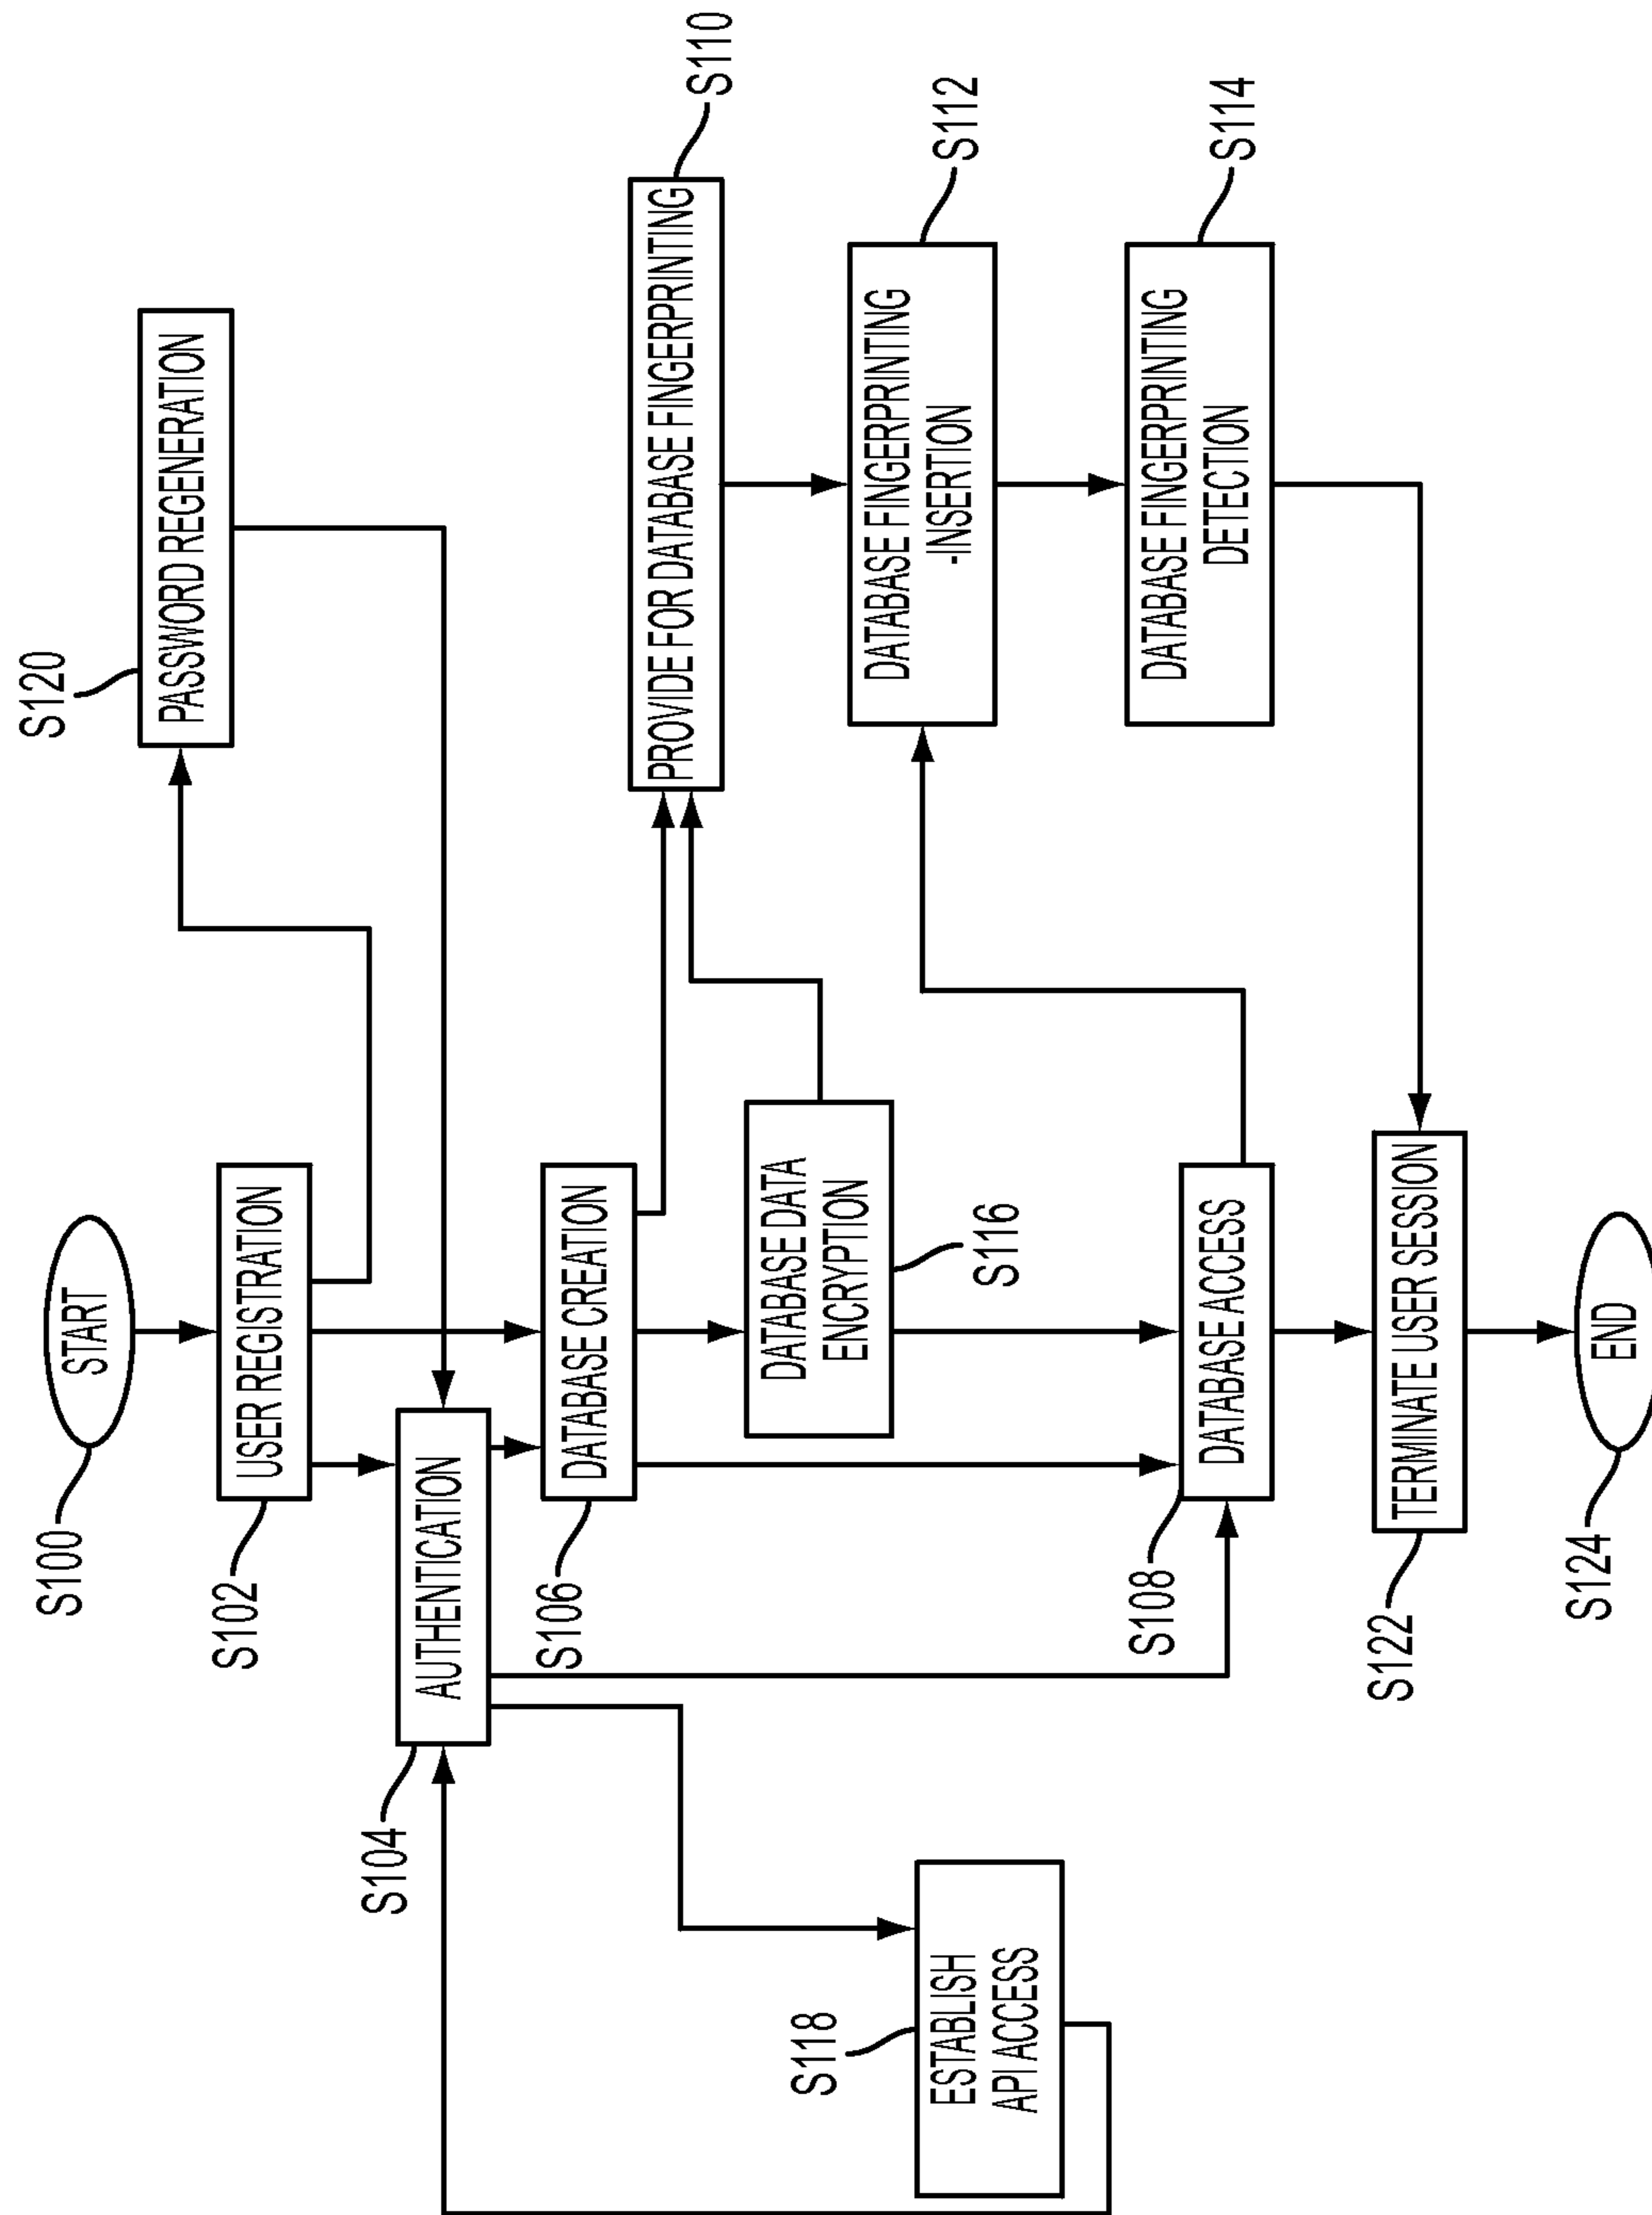 START
S100
S120
PASSWORD REGENERATION
USER REGISTRATION
S102
S104
AUTHENTICATION
S106
DATABASE CREATION
PROVIDE FOR DATABASE FINGERPRINTING
S110
DATABASE DATA
ENCRYPTION
S116
DATABASE FINGERPRINTING
-INSERTION
S112
S118
ESTABLISH
API ACCESS
S108
DATABASE ACCESS
DATABASE FINGERPRINTING
DETECTION
S114
S122
TERMINATE USER SESSION
S124
END